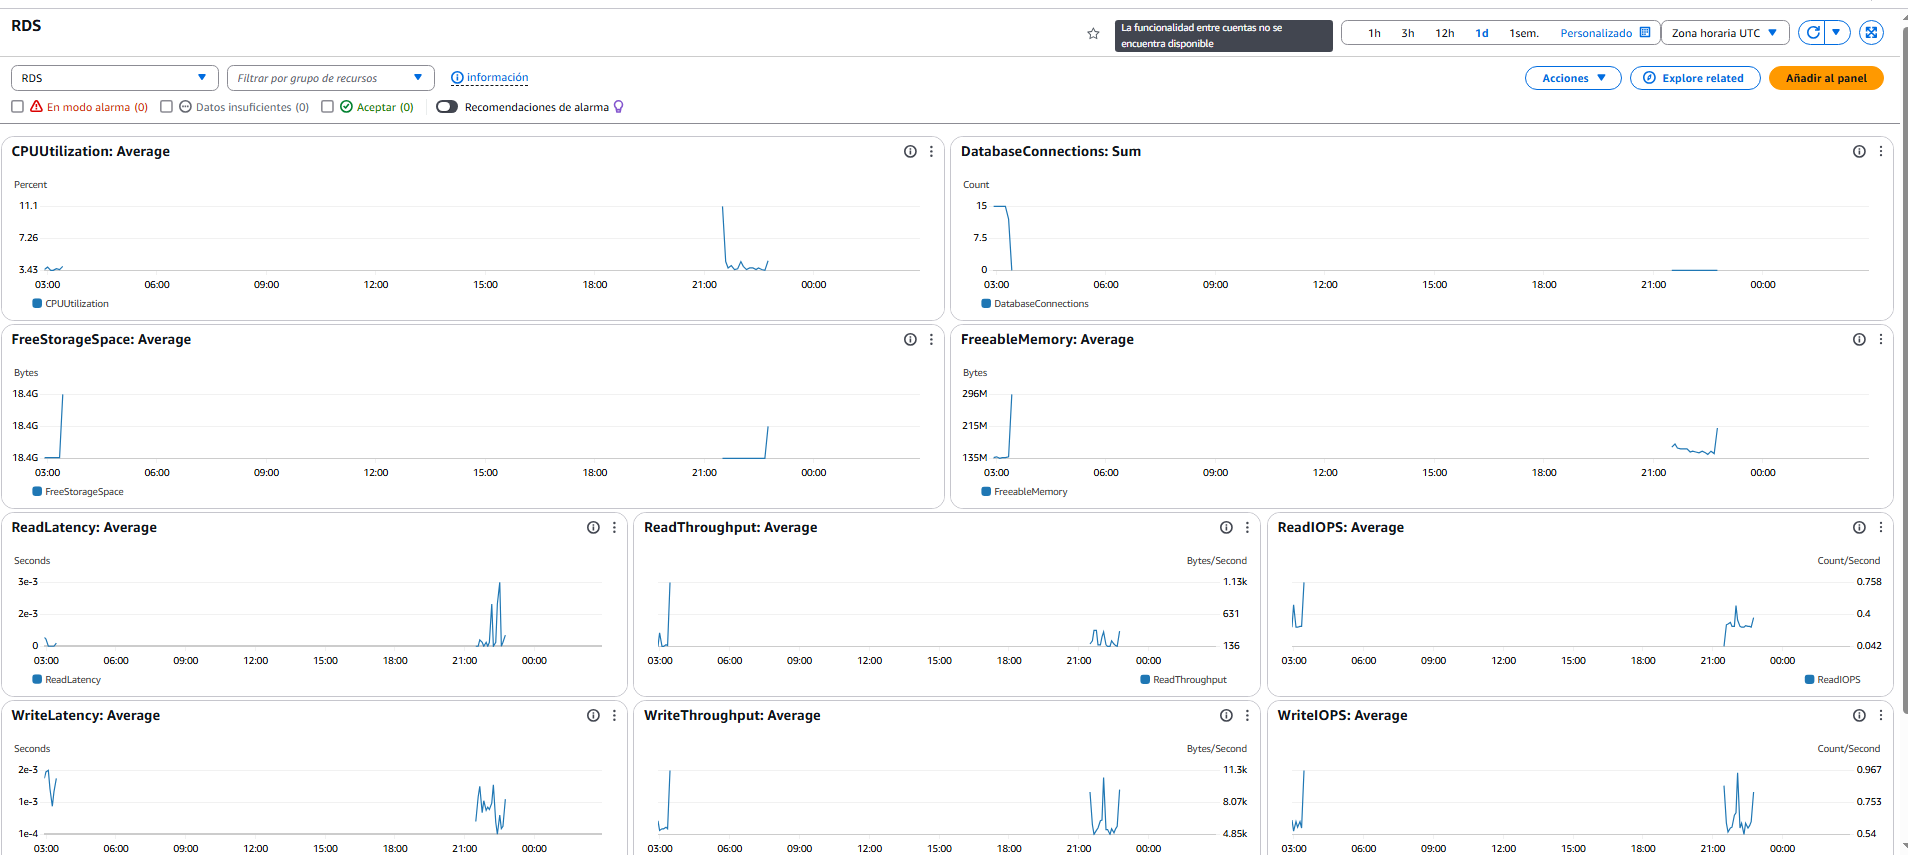 RDS
La funcionalidad entre cuentas no se
encuentra disponible
1h 3h 12h 1d 1sem. Personalizado Zona horaria UTC
RDS Filtrar por grupo de recursos información Acciones Explore related Añadir al panel
En modo alarma (0) Datos insuficientes (0) Aceptar (0) Recomendaciones de alarma
CPUUtilization: Average
Percent
11.1
7.26
3.43
03:00 06:00 09:00 12:00 15:00 18:00 21:00 00:00
CPUUtilization
DatabaseConnections: Sum
Count
15
7.5
0
03:00 06:00 09:00 12:00 15:00 18:00 21:00 00:00
DatabaseConnections
FreeStorageSpace: Average
Bytes
18.4G
18.4G
18.4G
03:00 06:00 09:00 12:00 15:00 18:00 21:00 00:00
FreeStorageSpace
FreeableMemory: Average
Bytes
296M
215M
135M
03:00 06:00 09:00 12:00 15:00 18:00 21:00 00:00
FreeableMemory
ReadLatency: Average
Seconds
3e-3
2e-3
0
03:00 06:00 09:00 12:00 15:00 18:00 21:00 00:00
ReadLatency
ReadThroughput: Average
Bytes/Second
1.13k
631
136
03:00 06:00 09:00 12:00 15:00 18:00 21:00 00:00
ReadThroughput
ReadIOPS: Average
Count/Second
0.758
0.4
0.042
03:00 06:00 09:00 12:00 15:00 18:00 21:00 00:00
ReadIOPS
WriteLatency: Average
Seconds
2e-3
1e-3
1e-4
03:00 06:00 09:00 12:00 15:00 18:00 21:00 00:00
WriteThroughput: Average
Bytes/Second
11.3k
8.07k
4.85k
03:00 06:00 09:00 12:00 15:00 18:00 21:00 00:00
WriteIOPS: Average
Count/Second
0.967
0.753
0.54
03:00 06:00 09:00 12:00 15:00 18:00 21:00 00:00